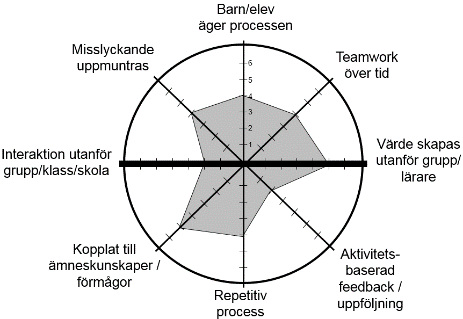 Barn/elev
äger processen
Misslyckande
uppmuntras
Teamwork
över tid
6
5
4
3
2
1
Interaktion utanför
grupp/klass/skola
Värde skapas
utanför grupp/
lärare
Kopplat till
ämneskunskaper /
förmågor
Repetitiv
process
Aktivitets-
baserad
feedback /
uppföljning